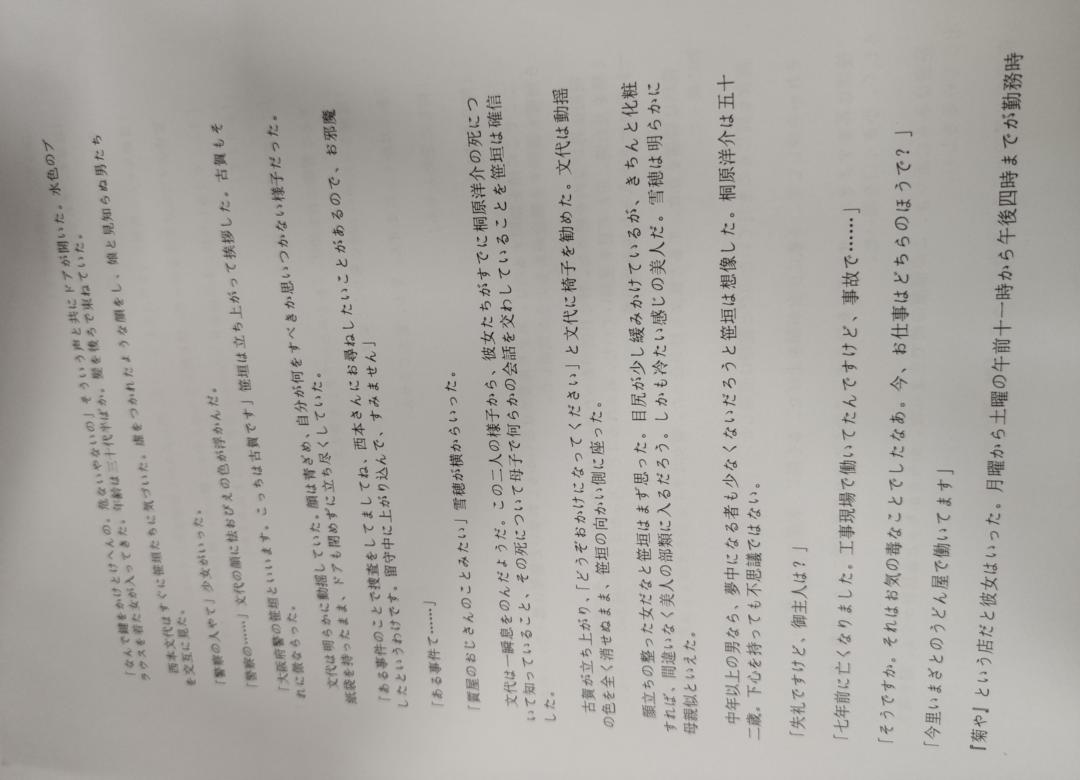 「なんで鍵をかけとけへんの。危ないやないの」そういう声と共にドアが開いた。水色のブ
ラウスを着た女が入ってきた。年齢は三十代半ばか。髪を後ろで束ねていた。
西本文代はすぐに笹垣たちに気づいた。虚をつかれたような顔をし、娘と見知らぬ男たち
を交互に見た。
「警察の人やて」少女がいった。
「警察の……」文代の顔に怯おびえの色が浮かんだ。
「大阪府警の笹垣といいます。こっちは古賀です」笹垣は立ち上がって挨拶した。古賀もそ
れに倣ならった。
文代は明らかに動揺していた。顔は青ざめ、自分が何をすべきか思いつかない様子だった。
紙袋を持ったまま、ドアも閉めずに立ち尽くしていた。
「ある事件のことで捜査をしてましてね、西本さんにお尋ねしたいことがあるので、お邪魔
したというわけです。留守中に上がり込んで、すみません」
「ある事件て……」
「質屋のおじさんのことみたい」雪穂が横からいった。
文代は一瞬息をのんだようだ。この二人の様子から、彼女たちがすでに桐原洋介の死につ
いて知っていること、その死について母子で何らかの会話を交わしていることを笹垣は確信
した。
古賀が立ち上がり、「どうぞおかけになってください」と文代に椅子を勧めた。文代は動揺
の色を全く消せぬまま、笹垣の向かい側に座った。
顔立ちの整った女だなと笹垣はまず思った。目尻が少し緩みかけているが、きちんと化粧
すれば、間違いなく美人の部類に入るだろう。しかも冷たい感じの美人だ。雪穂は明らかに
母親似といえた。
中年以上の男なら、夢中になる者も少なくないだろうと笹垣は想像した。桐原洋介は五十
二歳。下心を持っても不思議ではない。
「失礼ですけど、御主人は？」
「七年前に亡くなりました。工事現場で働いてたんですけど、事故で……」
「そうですか。それはお気の毒なことでしたなあ。今、お仕事はどちらのほうで？」
「今里いまざとのうどん屋で働いてます」
『菊や』という店だと彼女はいった。月曜から土曜の午前十一時から午後四時までが勤務時